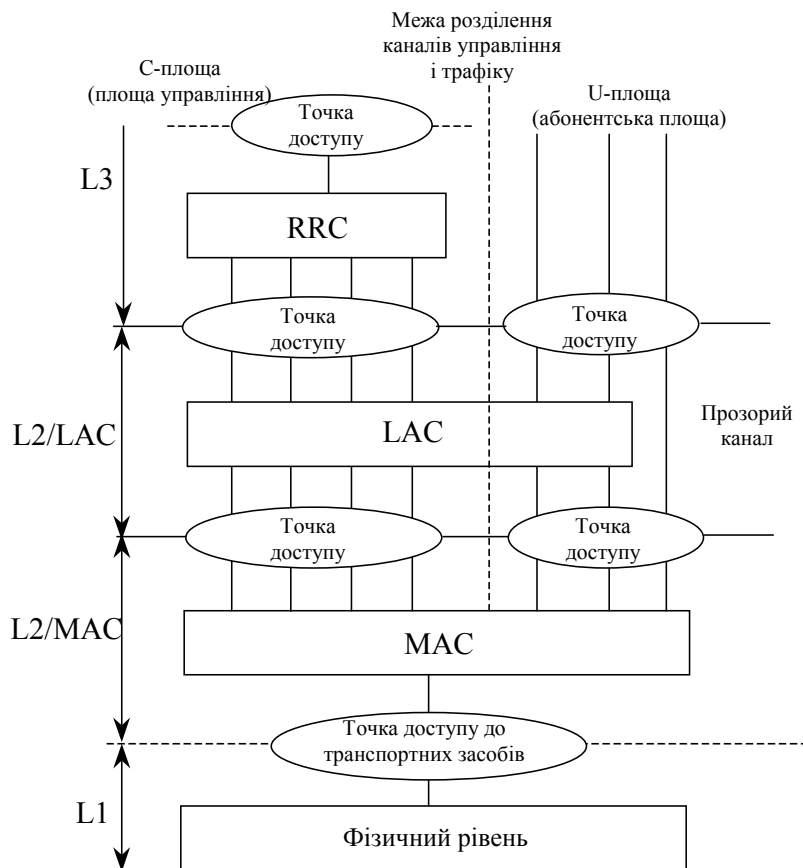 Межа розділення
каналів управління
і трафіку
С-площа
(площа управління)
U-площа
(абонентська площа)
Точка
доступу
L3
RRC
Точка
доступу
Точка
доступу
L2/LAC
LAC
Прозорий
канал
Точка
доступу
Точка
доступу
L2/MAC
MAC
Точка доступу до
транспортних засобів
L1
Фізичний рівень